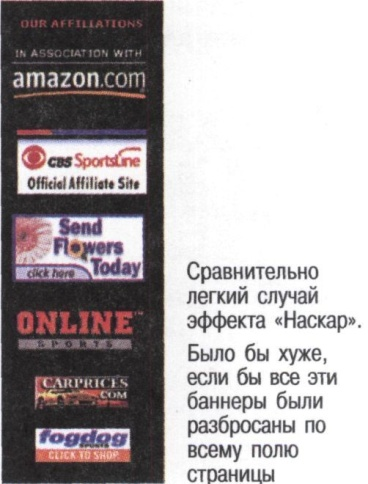 OUR AFFILIATIONS
IN ASSOCIATION WITH
amazon.com
CBS SportsLine
Official Affiliate Site
Send
Flowers
Today
click here
ONLINE
SPORTS
CARPRICES
COM
fogdog
SPORTS
CLICK TO SHOP
Сравнительно
легкий случай
эффекта «Наскар».
Было бы хуже,
если бы все эти
баннеры были
разбросаны по
всему полю
страницы